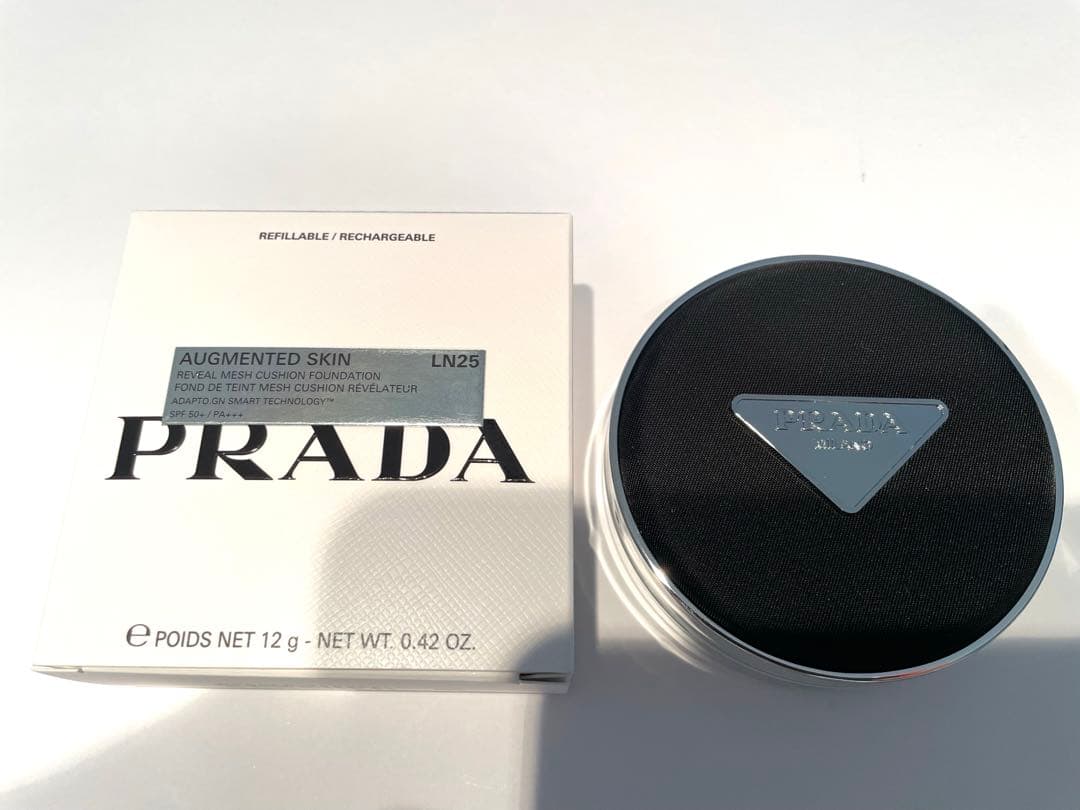 REFILLABLE / RECHARGEABLE
AUGMENTED SKIN LN25
REVEAL MESH CUSHION FOUNDATION
FOND DE TEINT MESH CUSHION RÉVÉLATEUR
ADAPTO.GN SMART TECHNOLOGY™
SPF 50+ / PA+++
PRADA
℮ POIDS NET 12 g - NET WT. 0.42 OZ.
PRADA
MILANO